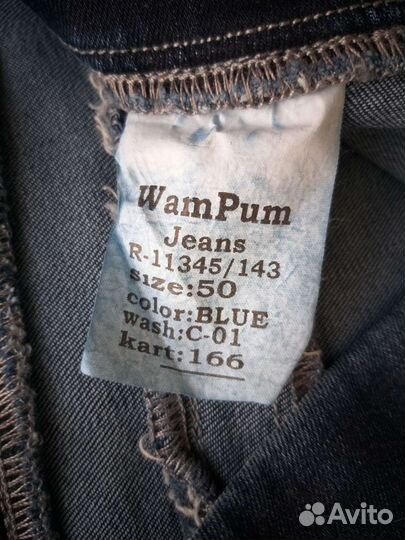 WamPum
Jeans
R-11345/143
size:50
color:BLUE
wash:C-01
kart:166
Avito